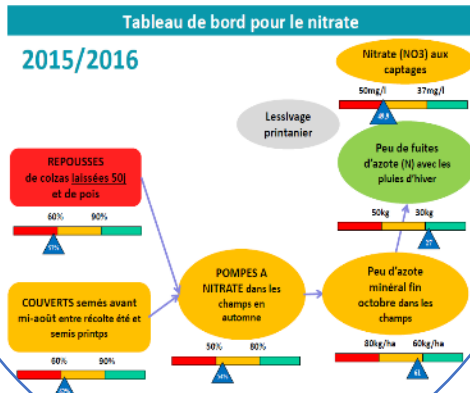 Tableau de bord pour le nitrate
2015/2016
Nitrate (NO3) aux
captages
50mg/l 37mg/l
Lessivage
printanier
Peu de fuites
d'azote (N) avec les
pluies d'hiver
REPOUSSES
de colzas laissées 50j
et de pois
60% 90%
50kg 30kg
27
COUVERTS semés avant
mi-août entre récolte été et
semis printps
POMPES A
NITRATE dans les
champs en
automne
Peu d'azote
minéral fin
octobre dans les
champs
60% 90%
50% 80%
80kg/ha 60kg/ha
61